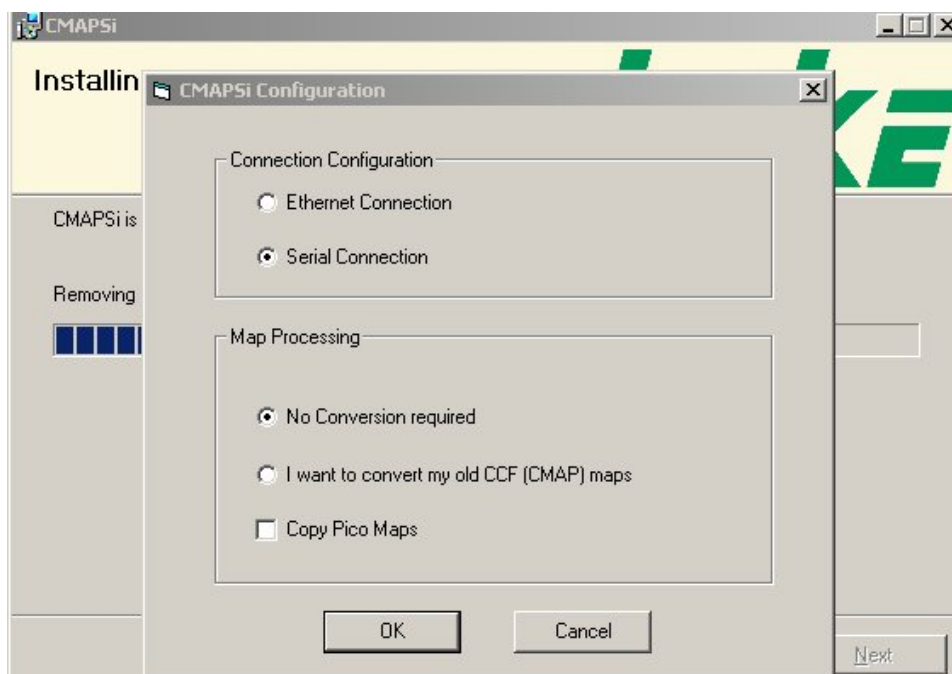 CMAPSi
Installin
CMAPSi Configuration
Connection Configuration
Ethernet Connection
Serial Connection
CMAPSi is
Removing
Map Processing
No Conversion required
I want to convert my old CCF (CMAP) maps
Copy Pico Maps
OK
Cancel
Next